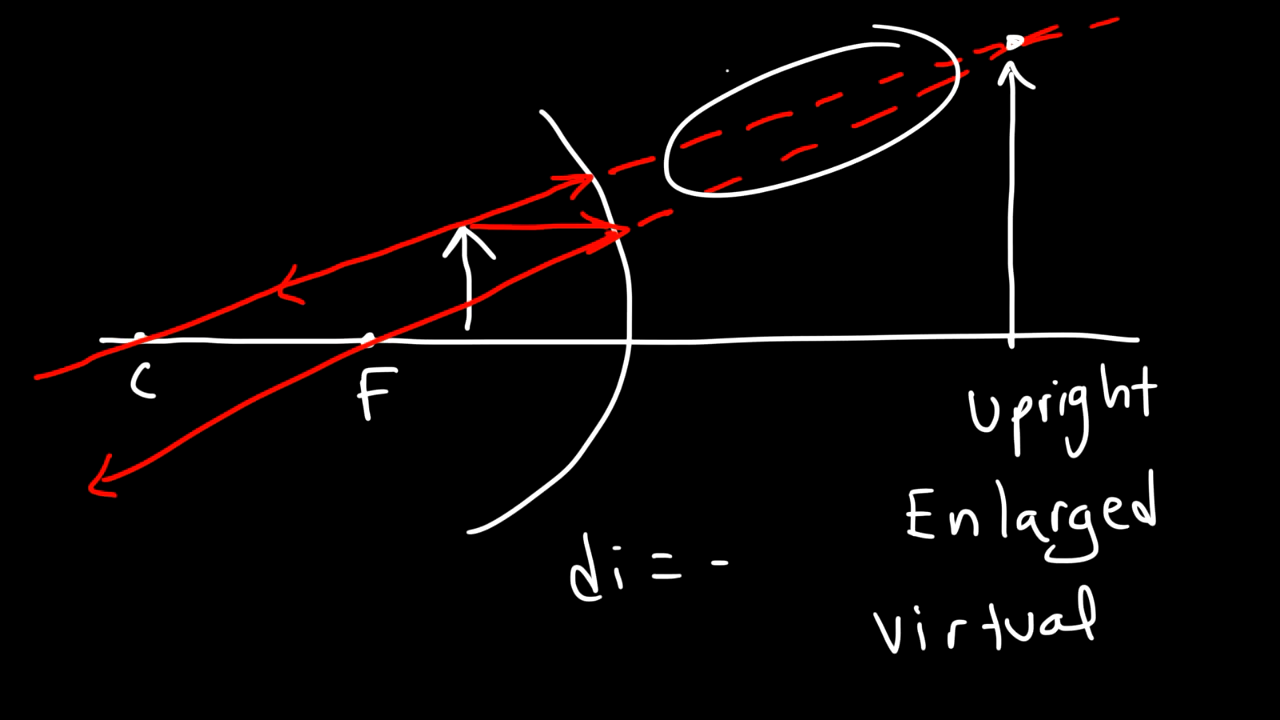 C
F
Upright
Enlarged
di = -
virtual